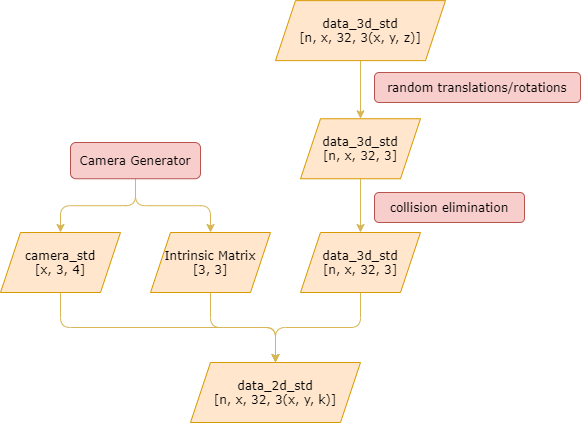 data_3d_std
[n, x, 32, 3(x, y, z)]
random translations/rotations
data_3d_std
[n, x, 32, 3]
Camera Generator
collision elimination
camera_std
[x, 3, 4]
Intrinsic Matrix
[3, 3]
data_3d_std
[n, x, 32, 3]
data_2d_std
[n, x, 32, 3(x, y, k)]